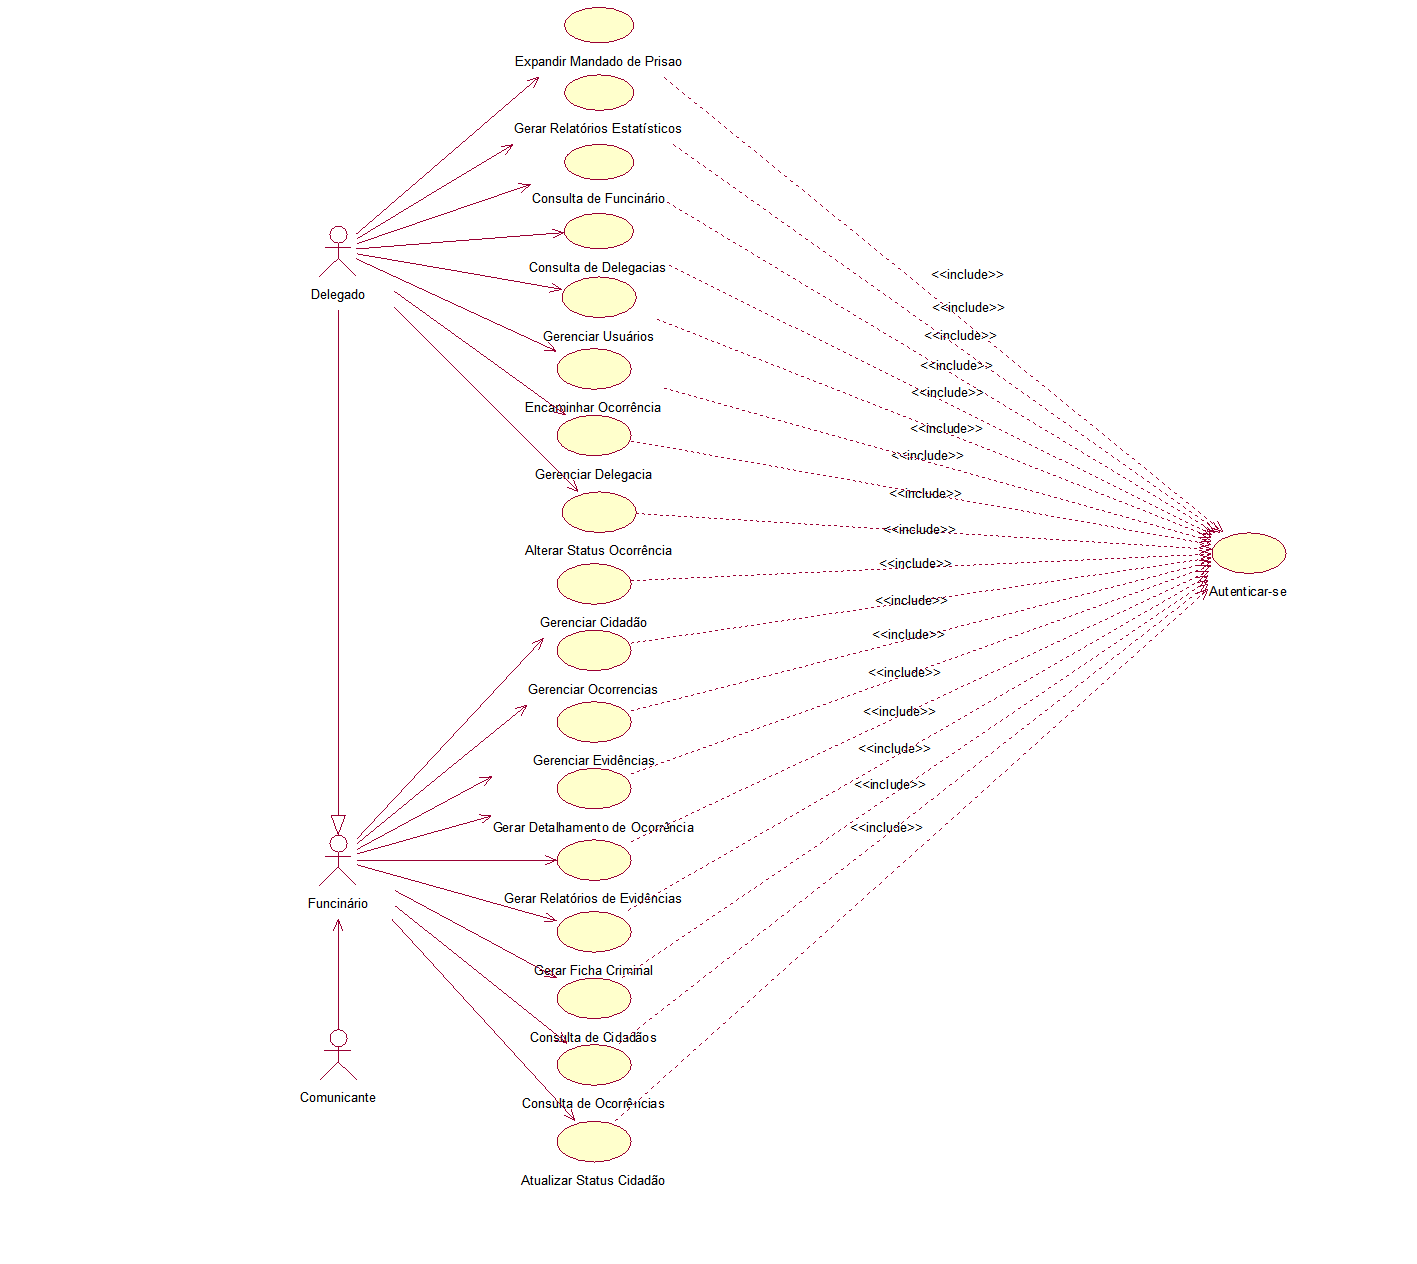 Expandir Mandado de Prisao
Gerar Relatórios Estatísticos
Consulta de Funcinário
Consulta de Delegacias
<<include>>
Delegado
<<include>>
Gerenciar Usuários
<<include>>
<<include>>
<<include>>
Encaminhar Ocorrência
<<include>>
<<include>>
Gerenciar Delegacia
<<include>>
<<include>>
Alterar Status Ocorrência
<<include>>
Autenticar-se
<<include>>
Gerenciar Cidadão
<<include>>
<<include>>
Gerenciar Ocorrencias
<<include>>
<<include>>
Gerenciar Evidências
<<include>>
Gerar Detalhamento de Ocorrência
<<include>>
Gerar Relatórios de Evidências
Funcinário
Gerar Ficha Criminal
Consulta de Cidadãos
Comunicante
Consulta de Ocorrências
Atualizar Status Cidadão